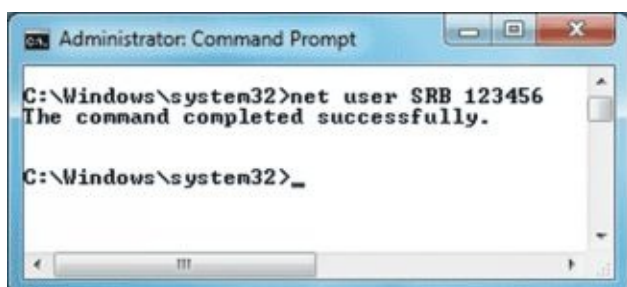 Administrator: Command Prompt
C:\Windows\system32>net user SRB 123456
The command completed successfully.
C:\Windows\system32>_